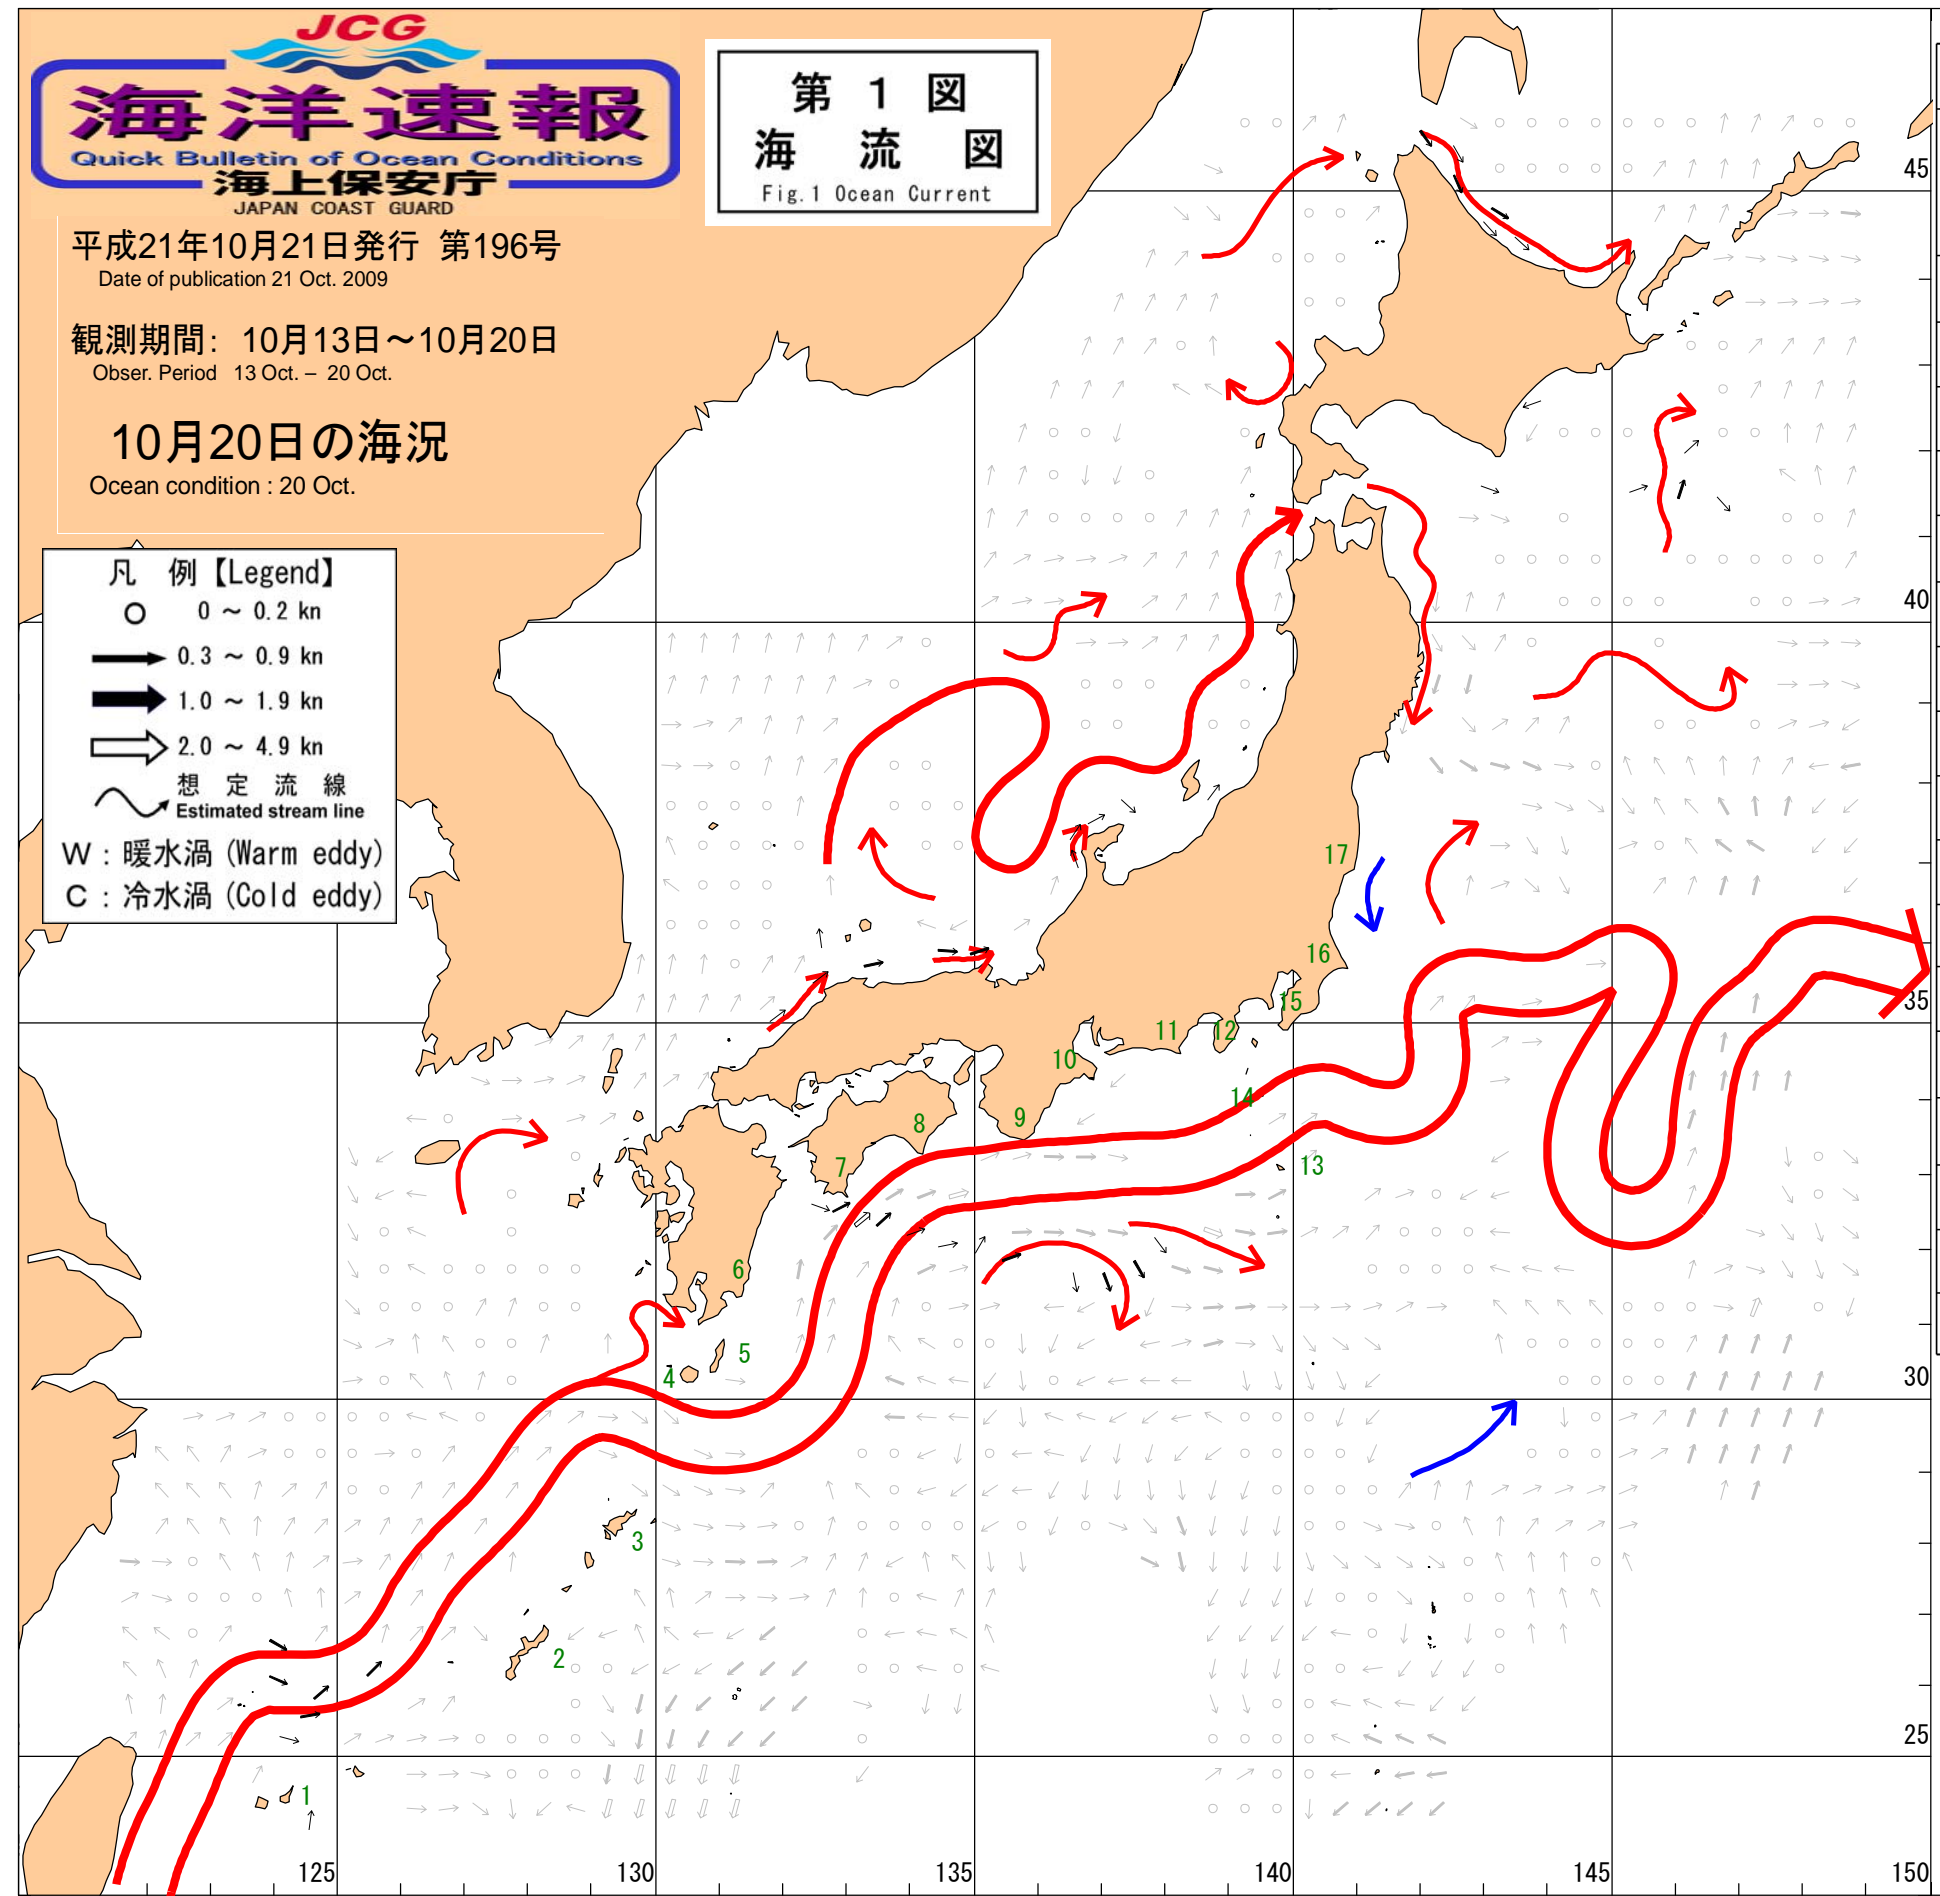 JCG
海洋速報
Quick Bulletin of Ocean Conditions
海上保安庁
JAPAN COAST GUARD
第 1 図
海 流 図
Fig.1 Ocean Current
平成21年10月21日発行 第196号
Date of publication 21 Oct. 2009
観測期間: 10月13日~10月20日
Obser. Period 13 Oct. – 20 Oct.
10月20日の海況
Ocean condition : 20 Oct.
凡 例【Legend】
0 ~ 0.2 kn
0.3 ~ 0.9 kn
1.0 ~ 1.9 kn
2.0 ~ 4.9 kn
想 定 流 線
Estimated stream line
W : 暖水渦 (Warm eddy)
C : 冷水渦 (Cold eddy)
45
40
17
16
35
15
11
12
10
14
9
8
7
13
6
5
4
30
3
2
25
1
125
130
135
140
145
150